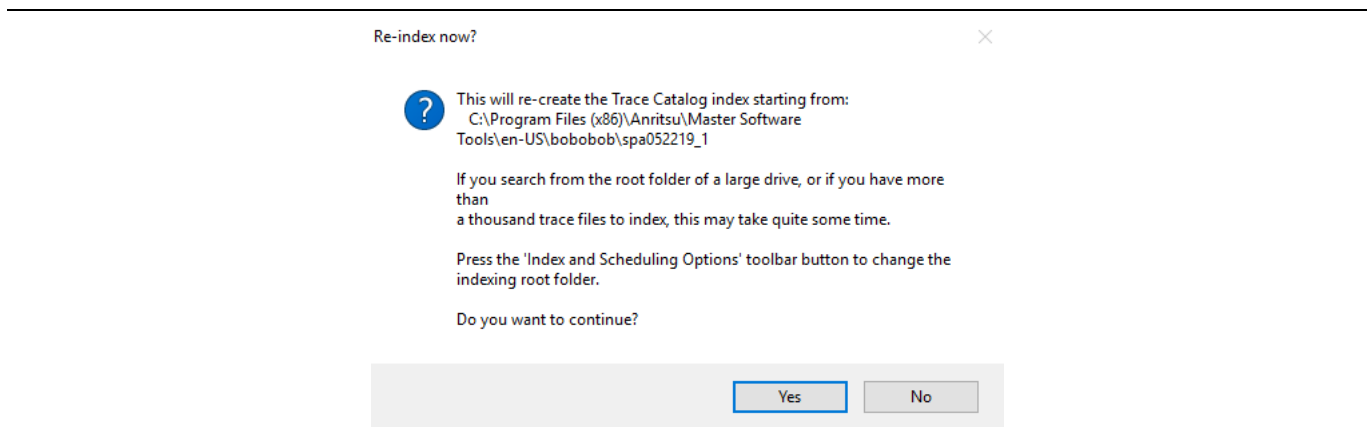 Re-index now?
This will re-create the Trace Catalog index starting from:
C:\Program Files (x86)\Anritsu\Master Software
Tools\en-US\bobobob\spa052219_1
If you search from the root folder of a large drive, or if you have more
than
a thousand trace files to index, this may take quite some time.
Press the 'Index and Scheduling Options' toolbar button to change the
indexing root folder.
Do you want to continue?
Yes No